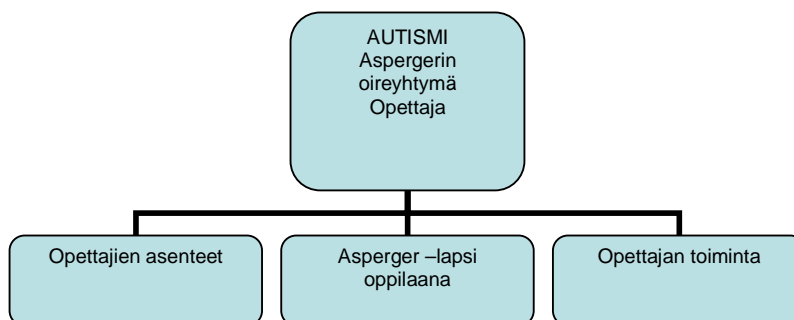 AUTISMI
Aspergerin
oireyhtymä
Opettaja
Opettajien asenteet
Asperger –lapsi
oppilaana
Opettajan toiminta